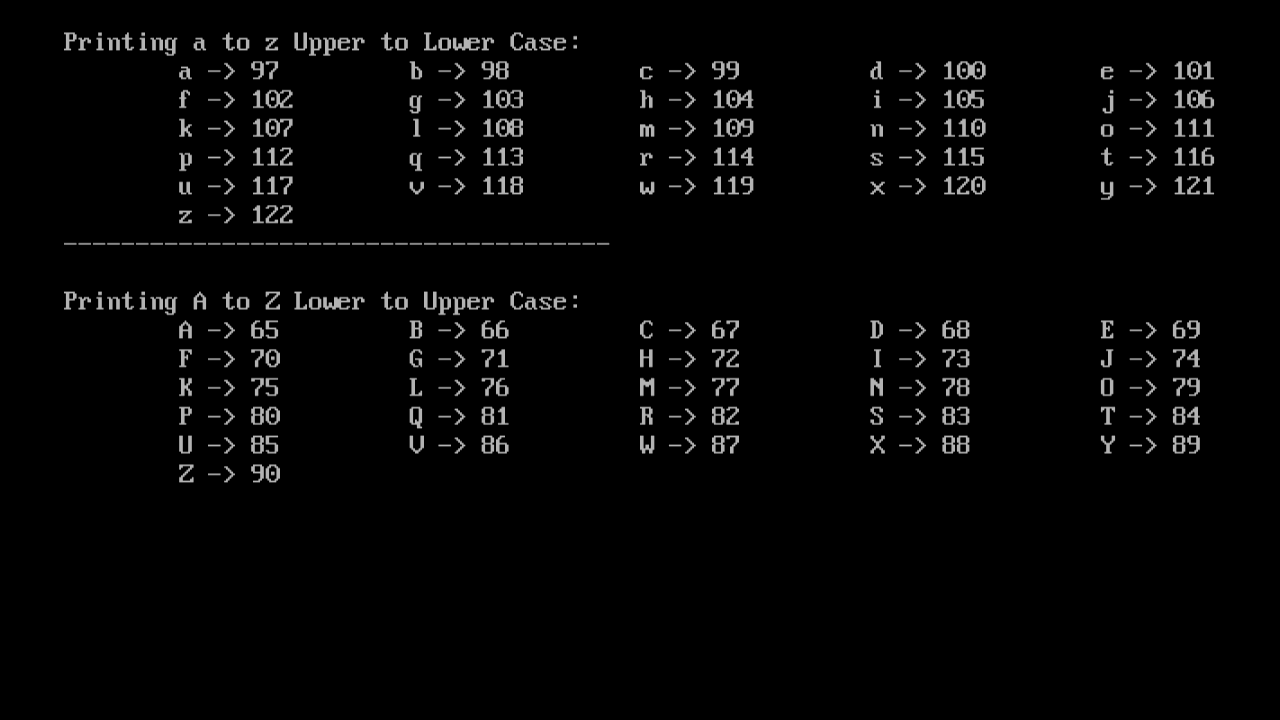 Printing a to z Upper to Lower Case:
a -> 97 b -> 98 c -> 99 d -> 100 e -> 101
f -> 102 g -> 103 h -> 104 i -> 105 j -> 106
k -> 107 l -> 108 m -> 109 n -> 110 o -> 111
p -> 112 q -> 113 r -> 114 s -> 115 t -> 116
u -> 117 v -> 118 w -> 119 x -> 120 y -> 121
z -> 122
--------------------------------------
Printing A to Z Lower to Upper Case:
A -> 65 B -> 66 C -> 67 D -> 68 E -> 69
F -> 70 G -> 71 H -> 72 I -> 73 J -> 74
K -> 75 L -> 76 M -> 77 N -> 78 O -> 79
P -> 80 Q -> 81 R -> 82 S -> 83 T -> 84
U -> 85 V -> 86 W -> 87 X -> 88 Y -> 89
Z -> 90